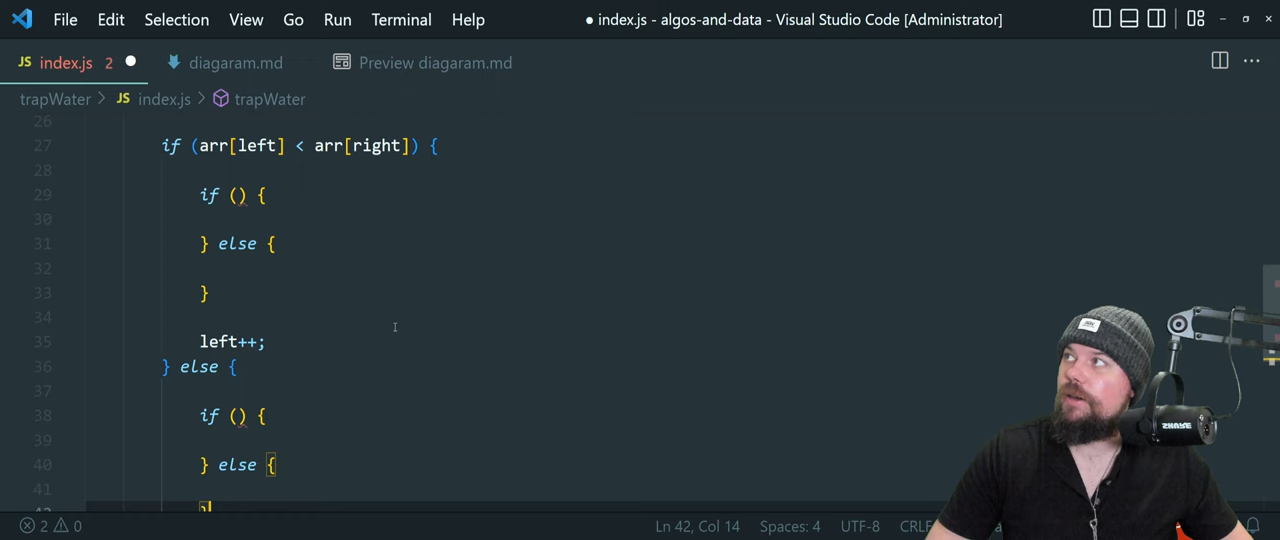 File Edit Selection View Go Run Terminal Help ● index.js - algos-and-data - Visual Studio Code [Administrator]
JS index.js 2 diagaram.md Preview diagaram.md
trapWater > JS index.js > trapWater
26
27 if (arr[left] < arr[right]) {
28
29 if () {
30
31 } else {
32
33 }
34
35 left++;
36 } else {
37
38 if () {
39
40 } else {
41
}
2 0 Ln 42, Col 14 Spaces: 4 UTF-8 CRLF
SHURE